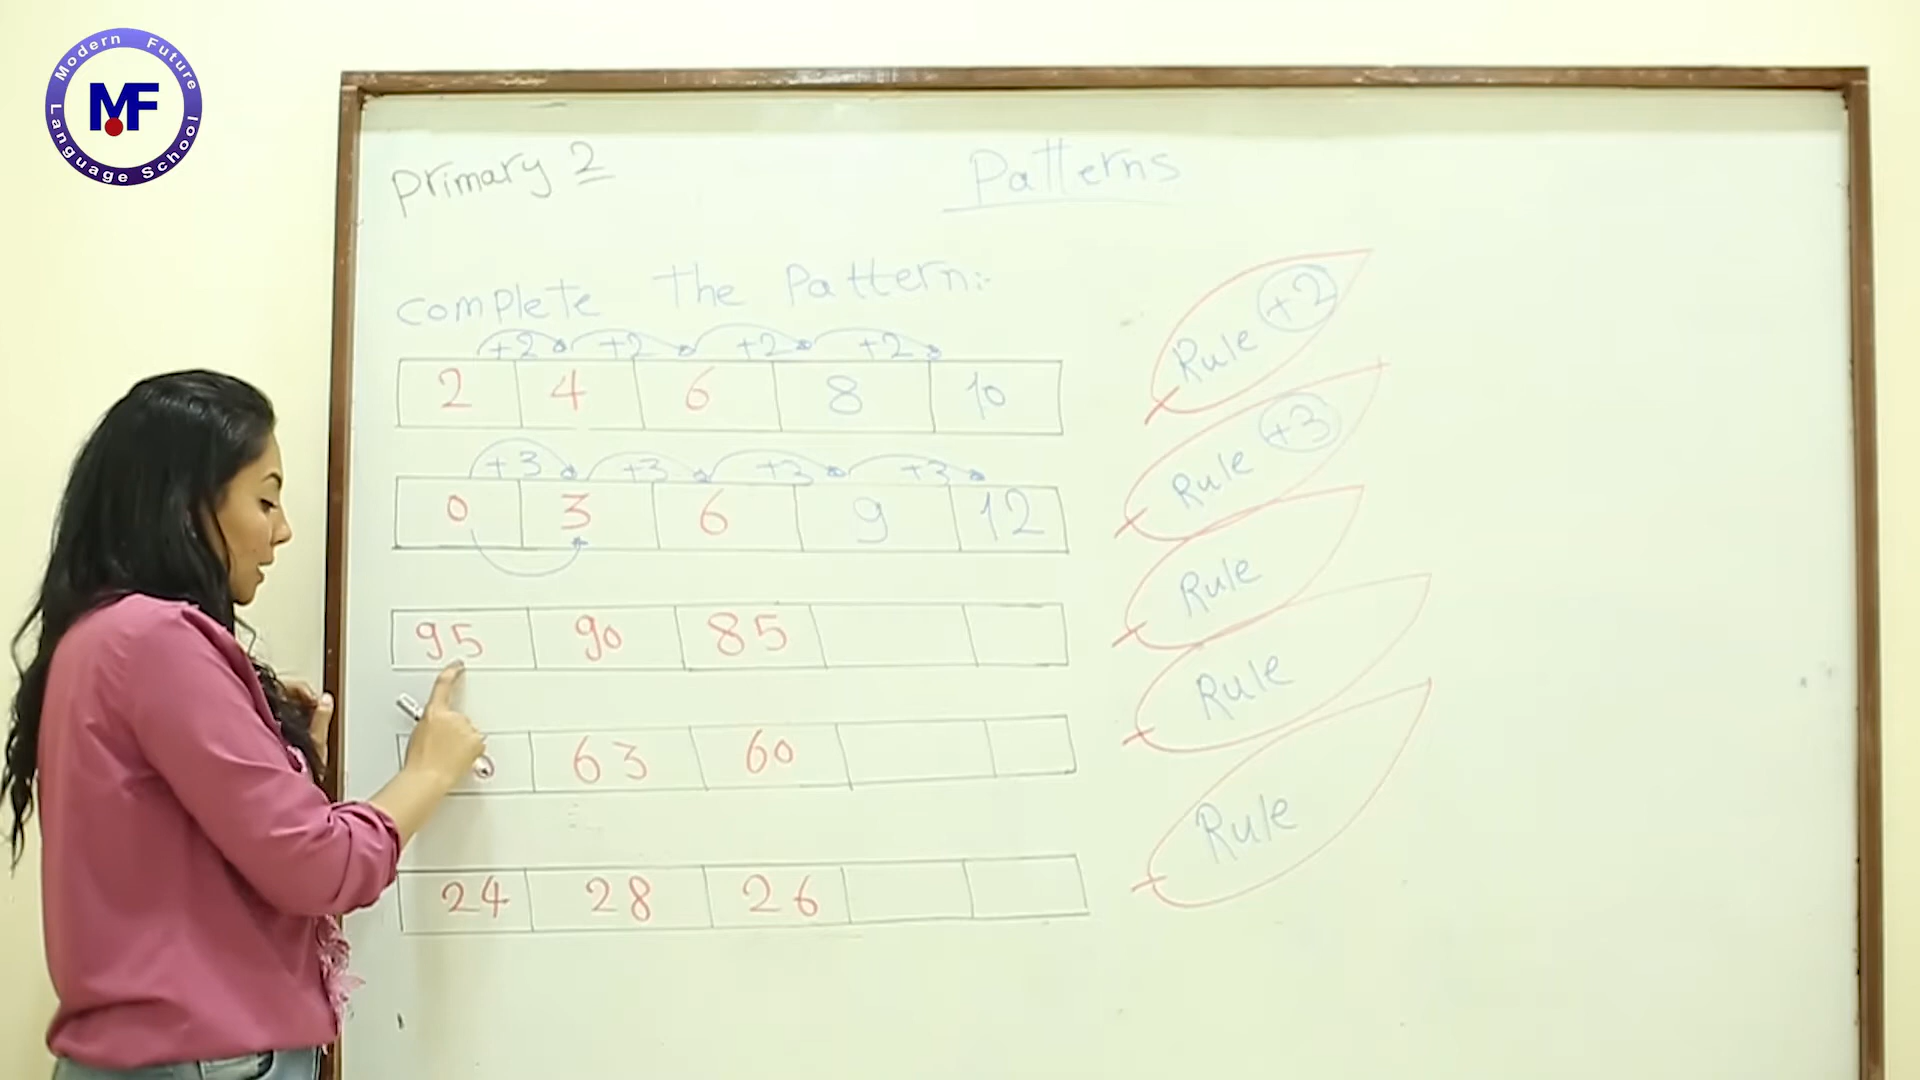 Modern Future
MF
Language School
Primary 2
Patterns
Complete The Pattern:-
+2 +2 +2 +2
2 4 6 8 10
Rule +2
+3 +3 +3 +3
0 3 6 9 12
Rule +3
95 90 85
Rule
63 60
Rule
24 28 26
Rule